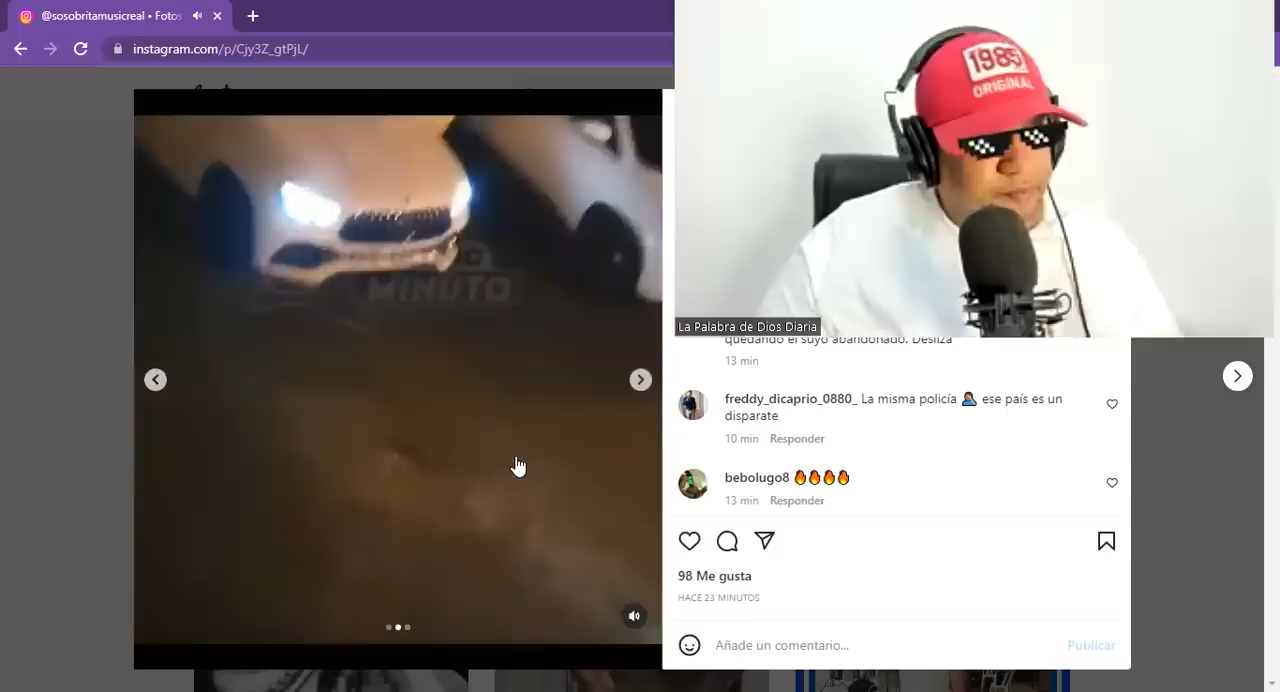 @sosobritamusicreal • Fotos
instagram.com/p/Cjy3Z_gtPjL/
1985
ORIGINAL
MINUTO
La Palabra de Dios Diaria
quedando el suyo abandonado. Desliza
13 min
freddy_dicaprio_0880_ La misma policía 🤦 ese país es un
disparate
10 min Responder
bebolugo8 🔥🔥🔥🔥
13 min Responder
98 Me gusta
HACE 23 MINUTOS
Añade un comentario...
Publicar